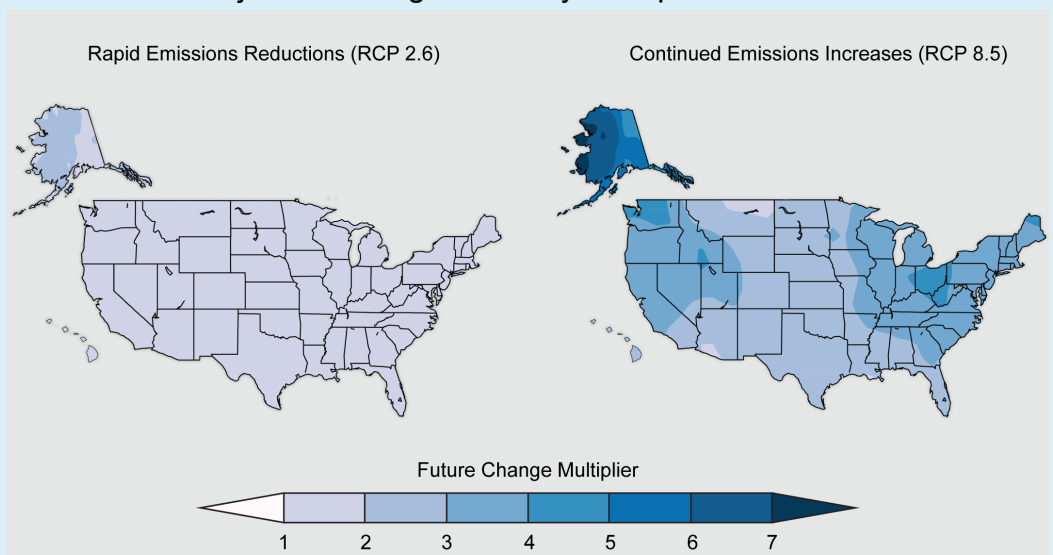 Rapid Emissions Reductions (RCP 2.6)
Continued Emissions Increases (RCP 8.5)
Future Change Multiplier
1 2 3 4 5 6 7